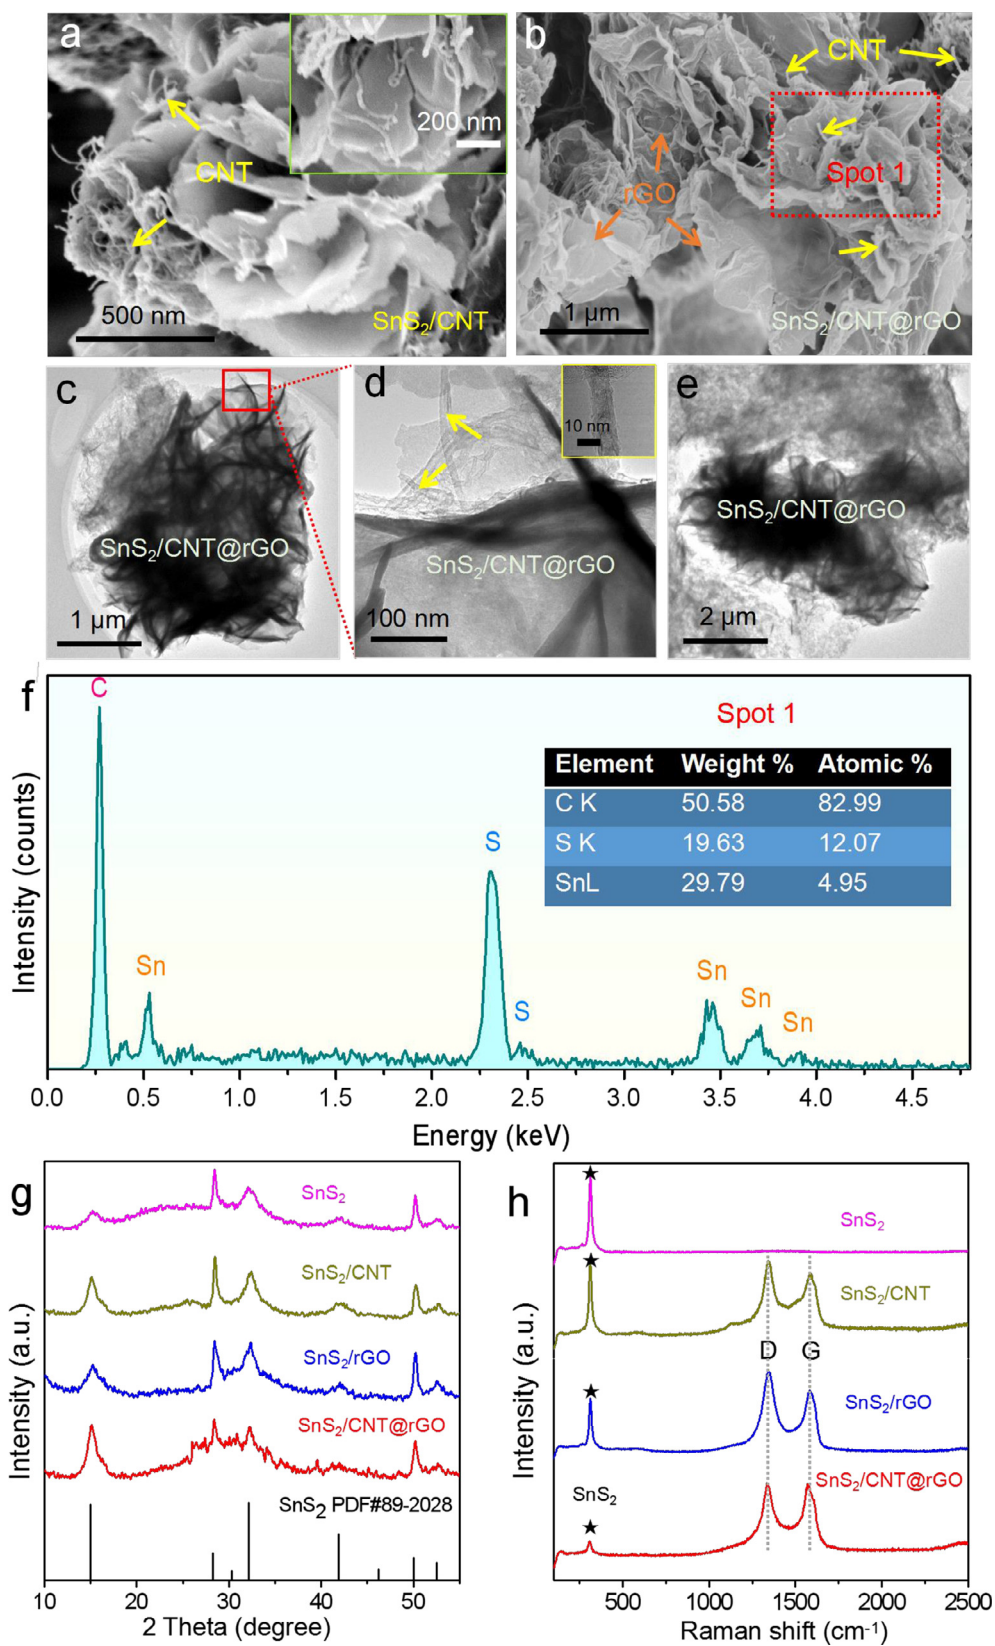 a
200 nm
CNT
500 nm
SnS₂/CNT
b
CNT
Spot 1
rGO
1 µm
SnS₂/CNT@rGO
c
SnS₂/CNT@rGO
1 µm
d
10 nm
SnS₂/CNT@rGO
100 nm
e
SnS₂/CNT@rGO
2 µm
f
C
Spot 1
Element Weight % Atomic %
C K 50.58 82.99
S K 19.63 12.07
SnL 29.79 4.95
S
Sn
S
Sn
Sn
Sn
Intensity (counts)
0.0 0.5 1.0 1.5 2.0 2.5 3.0 3.5 4.0 4.5
Energy (keV)
g
SnS₂
SnS₂/CNT
SnS₂/rGO
SnS₂/CNT@rGO
SnS₂ PDF#89-2028
Intensity (a.u.)
10 20 30 40 50
2 Theta (degree)
h
SnS₂
SnS₂/CNT
D G
SnS₂/rGO
SnS₂/CNT@rGO
SnS₂
Intensity (a.u.)
500 1000 1500 2000 2500
Raman shift (cm⁻¹)